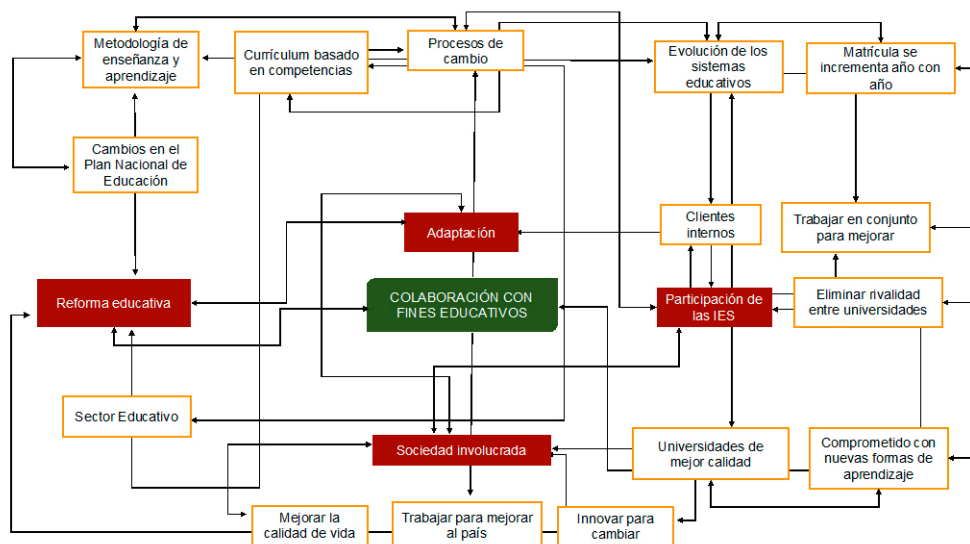 Metodología de
enseñanza y
aprendizaje
Currículum basado
en competencias
Procesos de
cambio
Evolución de los
sistemas
educativos
Matrícula se
incrementa año con
año
Cambios en el
Plan Nacional de
Educación
Adaptación
Clientes
internos
Trabajar en conjunto
para mejorar
Reforma educativa
COLABORACIÓN CON
FINES EDUCATIVOS
Participación de
las IES
Eliminar rivalidad
entre universidades
Sector Educativo
Sociedad involucrada
Universidades de
mejor calidad
Comprometido con
nuevas formas de
aprendizaje
Mejorar la
calidad de vida
Trabajar para mejorar
al país
Innovar para
cambiar